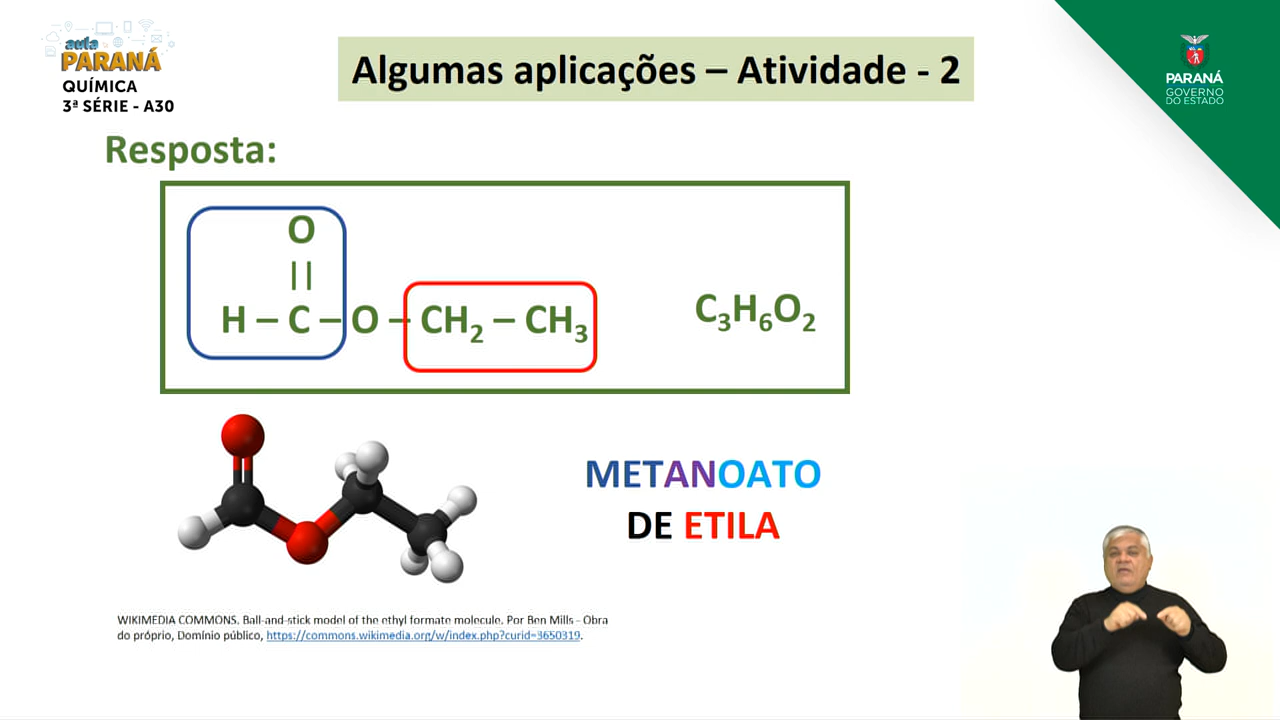 aula
PARANÁ
QUÍMICA
3ª SÉRIE - A30
Algumas aplicações – Atividade - 2
PARANÁ
GOVERNO
DO ESTADO
Resposta:
O
||
H – C – O – CH₂ – CH₃
C₃H₆O₂
METANOATO
DE ETILA
WIKIMEDIA COMMONS. Ball-and-stick model of the ethyl formate molecule. Por Ben Mills - Obra
do próprio, Domínio público, https://commons.wikimedia.org/w/index.php?curid=3650319.